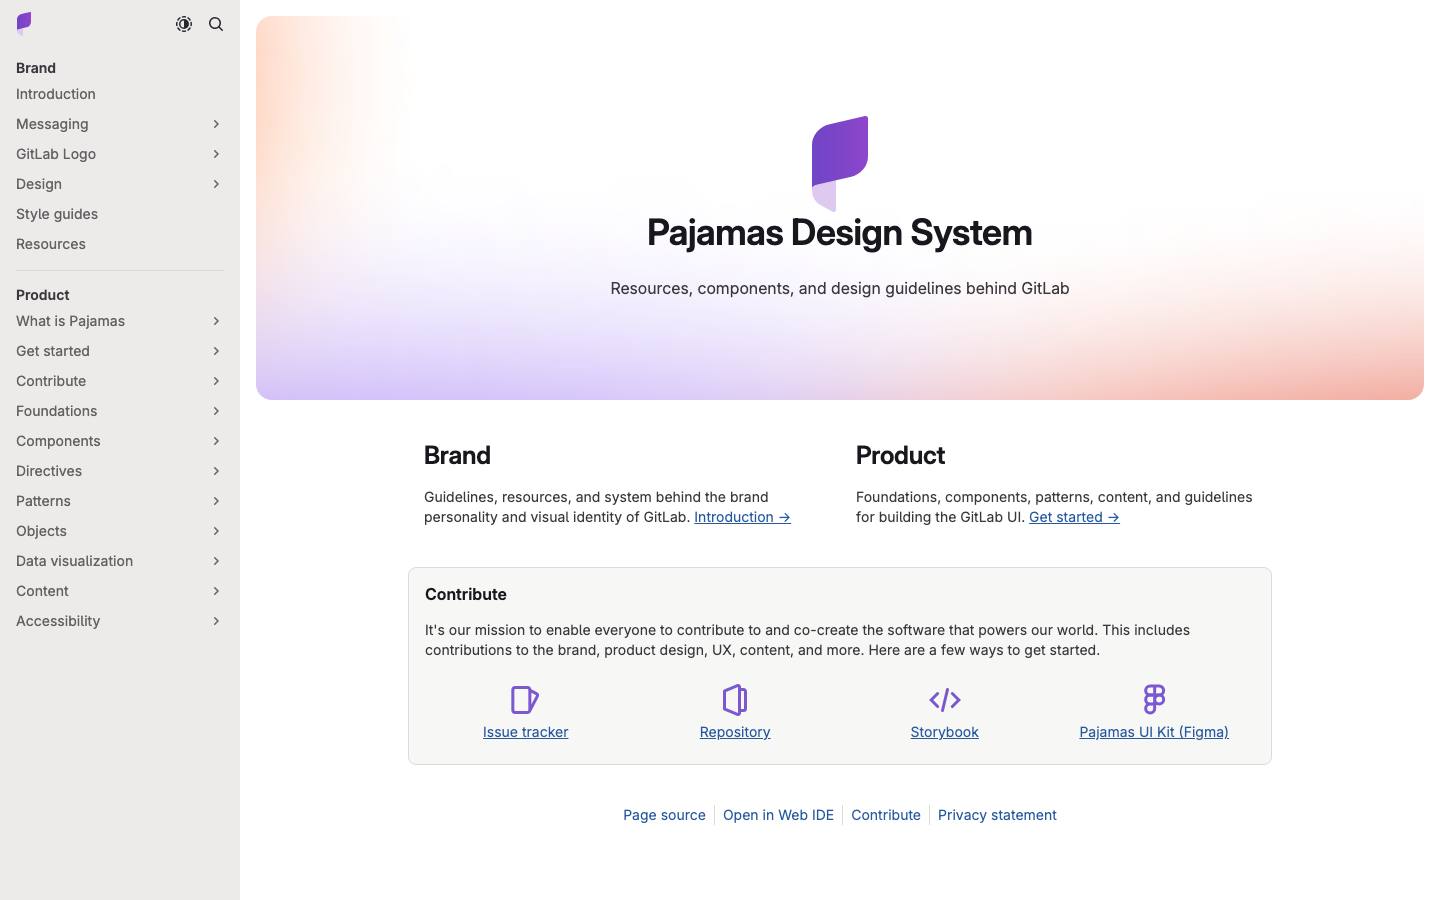 Brand
Introduction
Messaging
GitLab Logo
Design
Style guides
Resources
Product
What is Pajamas
Get started
Contribute
Foundations
Components
Directives
Patterns
Objects
Data visualization
Content
Accessibility
Pajamas Design System
Resources, components, and design guidelines behind GitLab
Brand
Guidelines, resources, and system behind the brand
personality and visual identity of GitLab. Introduction →
Product
Foundations, components, patterns, content, and guidelines
for building the GitLab UI. Get started →
Contribute
It's our mission to enable everyone to contribute to and co-create the software that powers our world. This includes
contributions to the brand, product design, UX, content, and more. Here are a few ways to get started.
Issue tracker
Repository
Storybook
Pajamas UI Kit (Figma)
Page source
Open in Web IDE
Contribute
Privacy statement